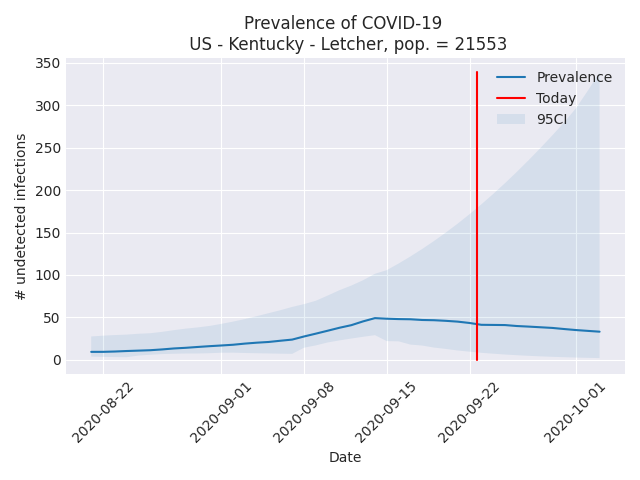 Prevalence of COVID-19
US - Kentucky - Letcher, pop. = 21553
# undetected infections
350
300
250
200
150
100
50
0
Prevalence
Today
95CI
2020-08-22
2020-09-01
2020-09-08
2020-09-15
2020-09-22
2020-10-01
Date